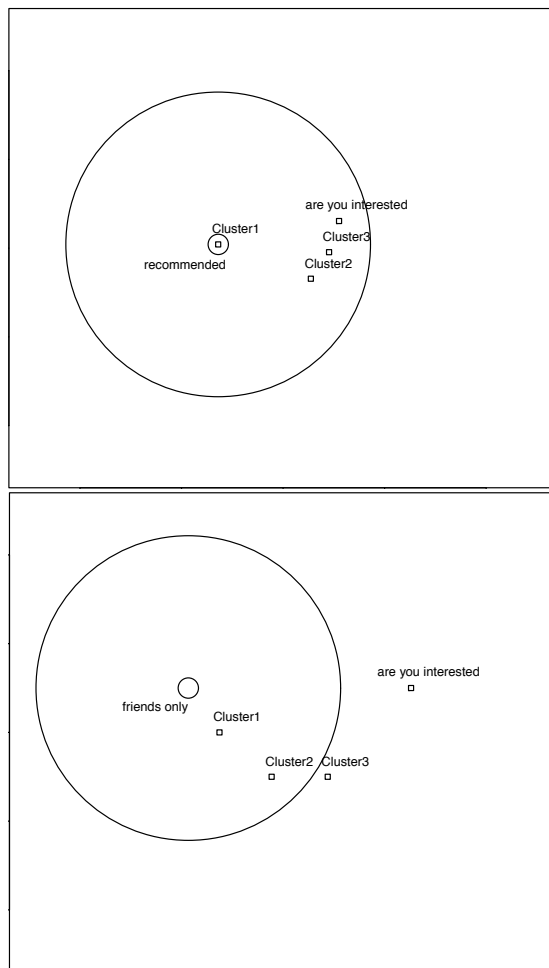 are you interested
Cluster1
Cluster3
recommended
Cluster2
are you interested
friends only
Cluster1
Cluster2
Cluster3